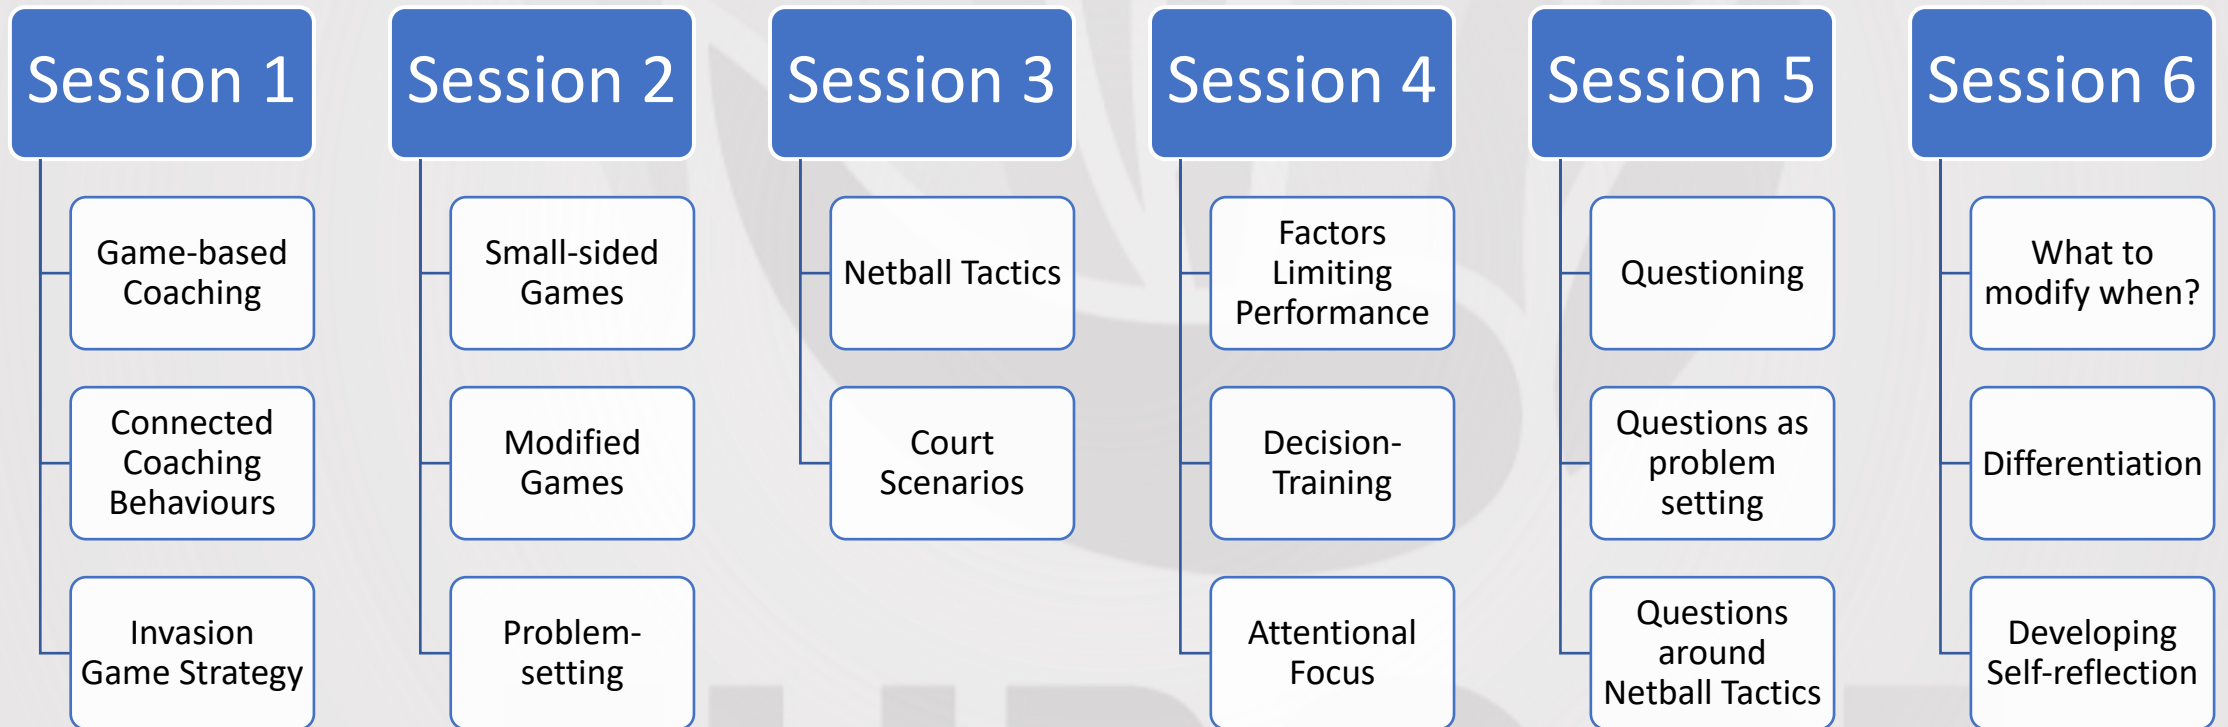 Session 1
Game-based
Coaching
Connected
Coaching
Behaviours
Invasion
Game Strategy
Session 2
Small-sided
Games
Modified
Games
Problem-
setting
Session 3
Netball Tactics
Court
Scenarios
Session 4
Factors
Limiting
Performance
Decision-
Training
Attentional
Focus
Session 5
Questioning
Questions as
problem
setting
Questions
around
Netball Tactics
Session 6
What to
modify when?
Differentiation
Developing
Self-reflection